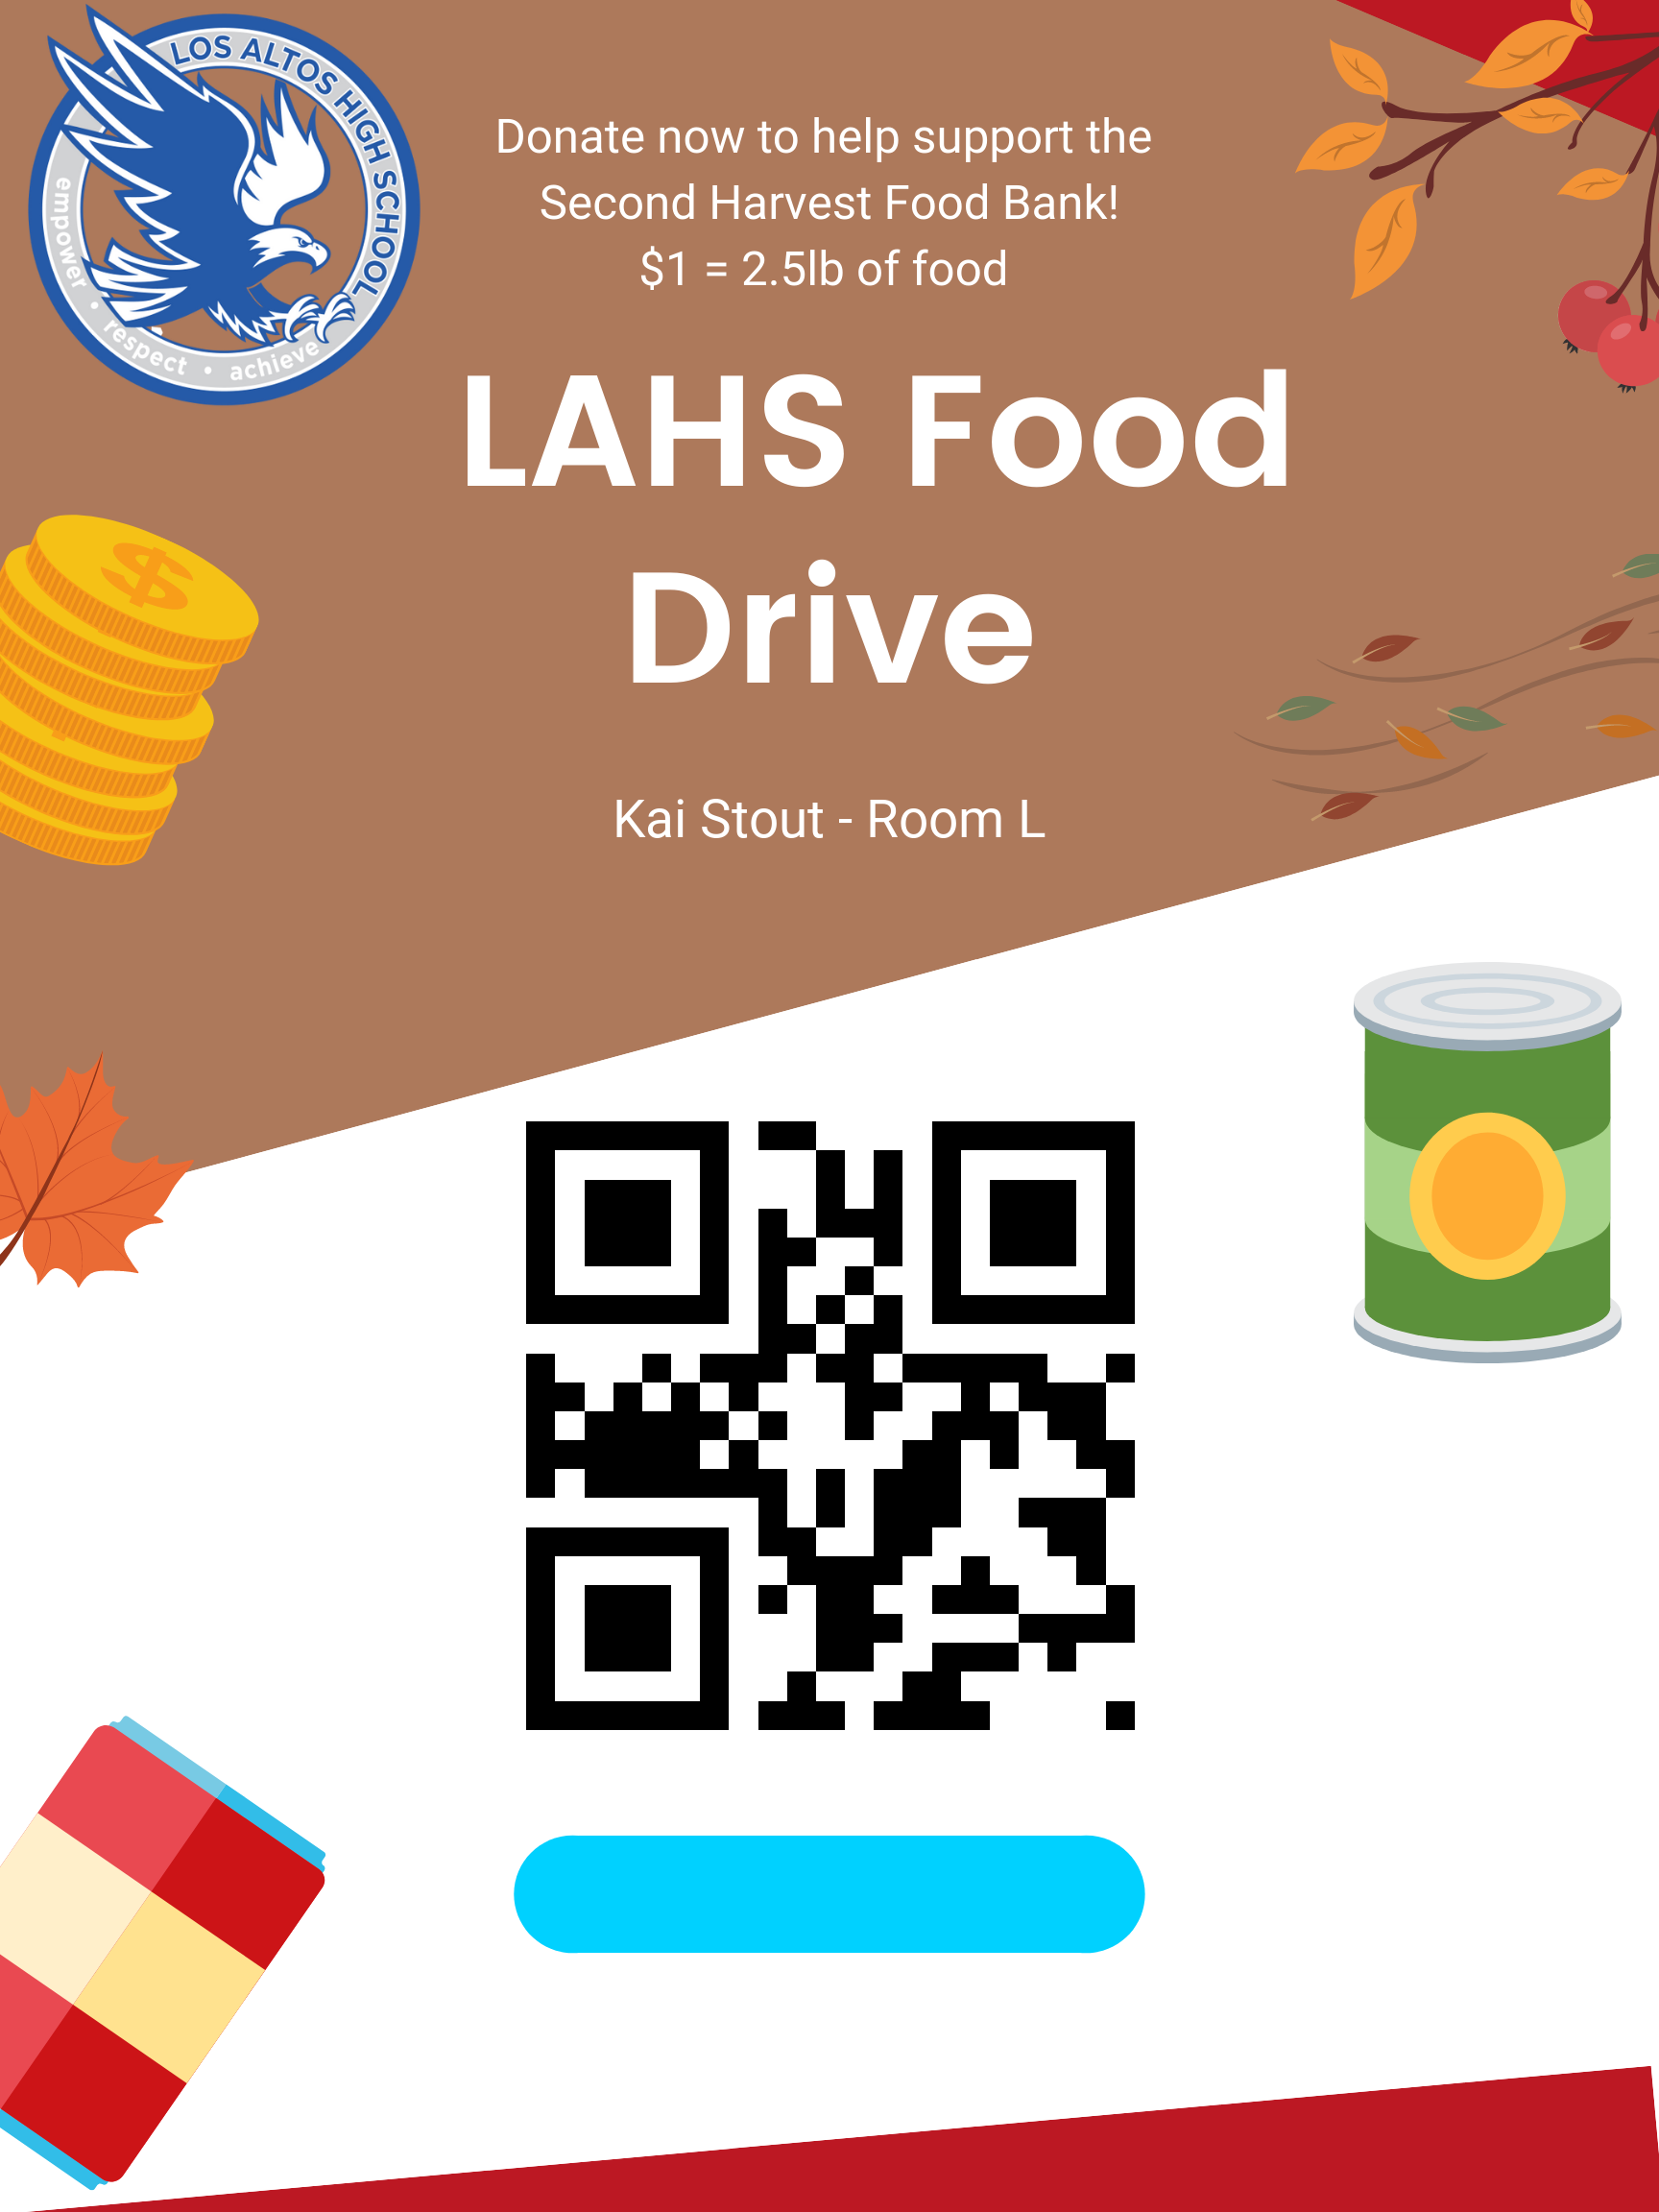 LOS ALTOS HIGH SCHOOL
empower • respect • achieve
Donate now to help support the
Second Harvest Food Bank!
$1 = 2.5lb of food
LAHS Food
Drive
$
Kai Stout - Room L